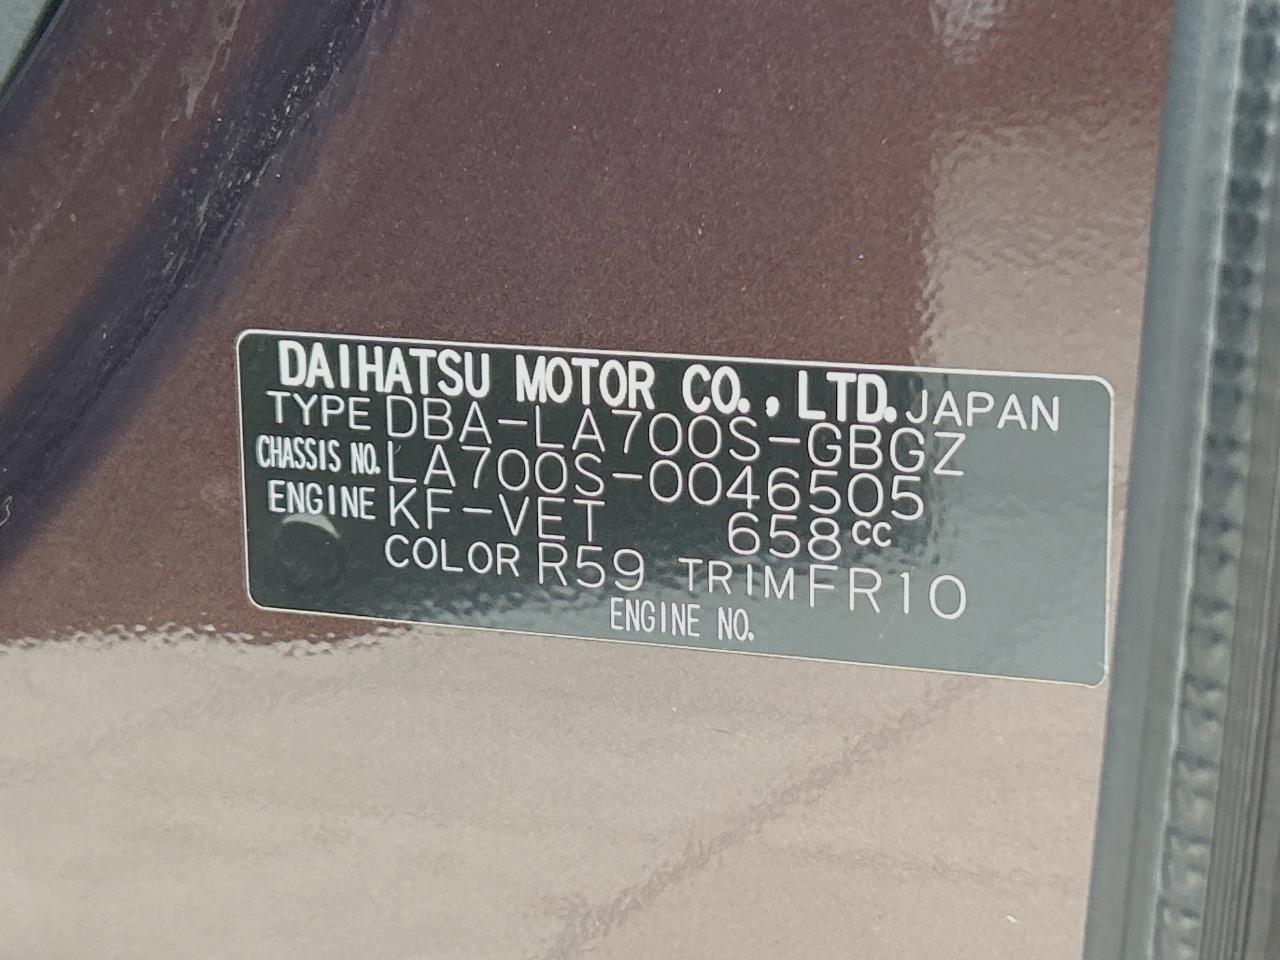 DAIHATSU MOTOR CO., LTD. JAPAN
TYPE DBA-LA700S-GBGZ
CHASSIS NO. LA700S-0046505
ENGINE KF-VET 658cc
COLOR R59 TRIM FR10
ENGINE NO.